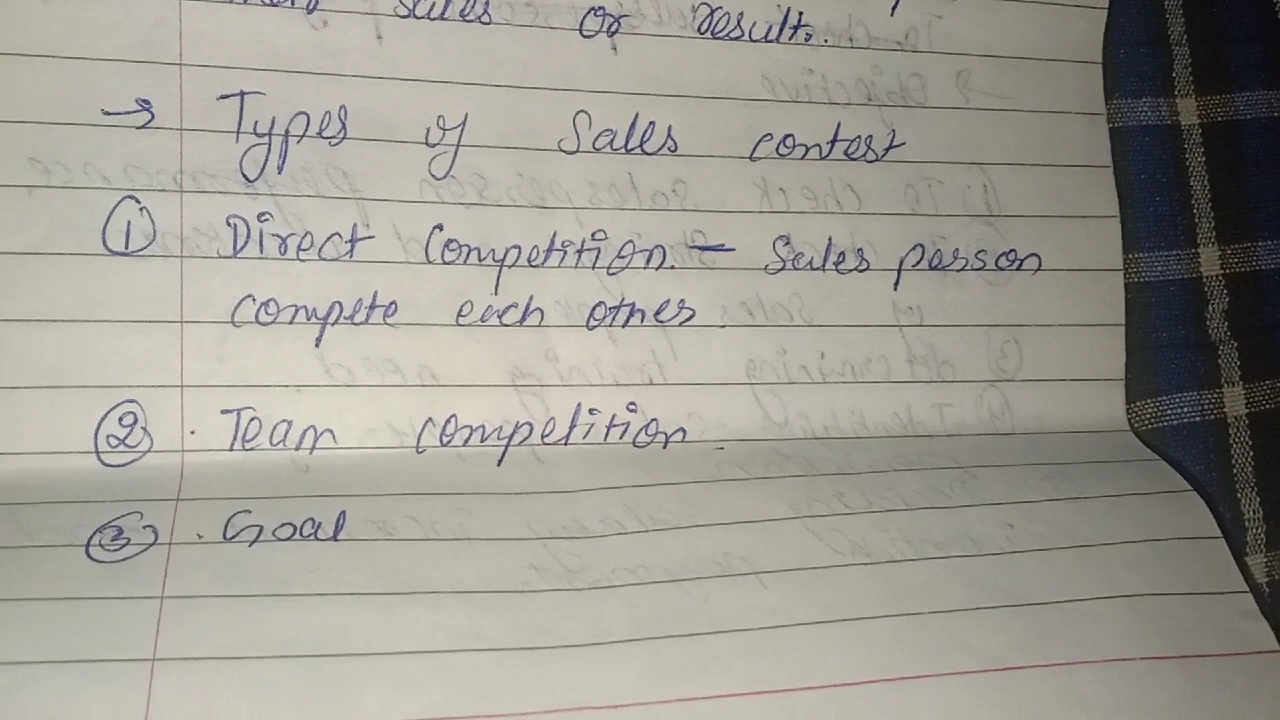 sales or result.
→ Types of Sales contest
① Direct Competition. - Sales person
compete each other
② . Team competition.
③ . Goal